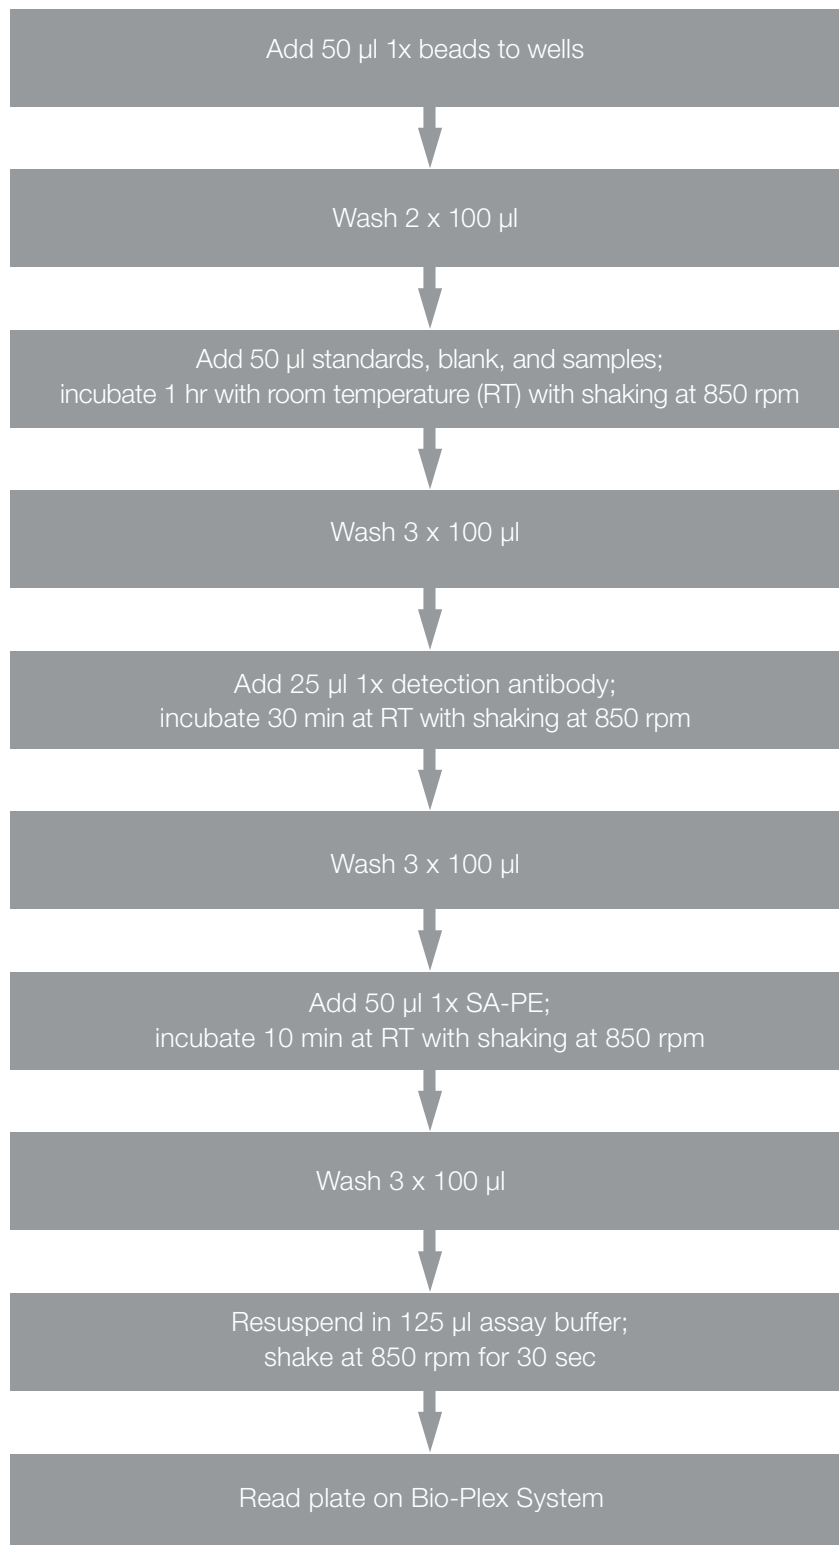 Add 50 µl 1x beads to wells
Wash 2 x 100 µl
Add 50 µl standards, blank, and samples;
incubate 1 hr with room temperature (RT) with shaking at 850 rpm
Wash 3 x 100 µl
Add 25 µl 1x detection antibody;
incubate 30 min at RT with shaking at 850 rpm
Wash 3 x 100 µl
Add 50 µl 1x SA-PE;
incubate 10 min at RT with shaking at 850 rpm
Wash 3 x 100 µl
Resuspend in 125 µl assay buffer;
shake at 850 rpm for 30 sec
Read plate on Bio-Plex System